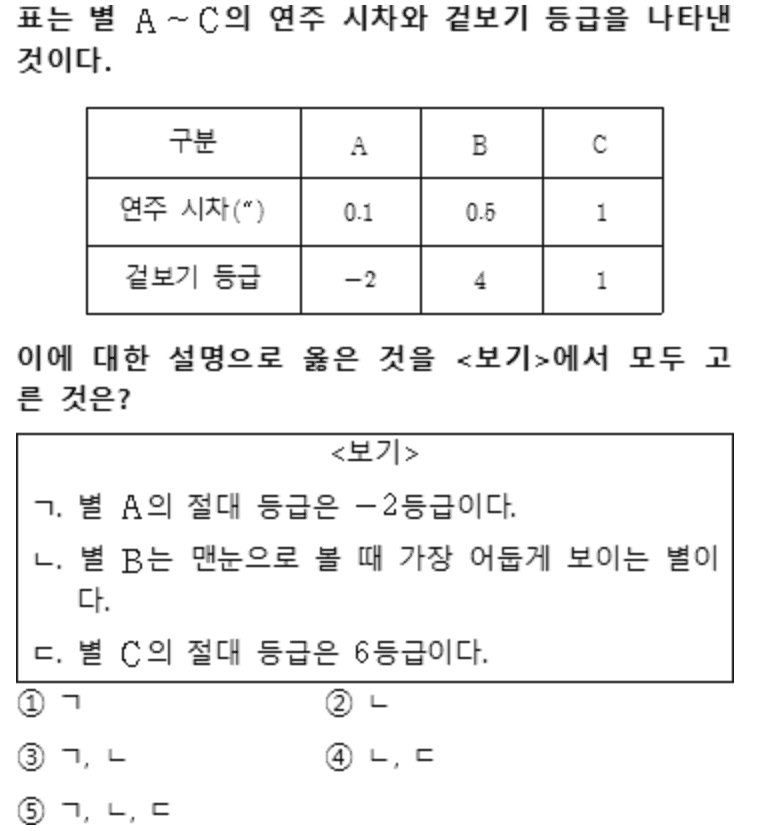 표는 별 A ~ C의 연주 시차와 겉보기 등급을 나타낸
것이다.
구분 A B C
연주 시차(″) 0.1 0.5 1
겉보기 등급 −2 4 1
이에 대한 설명으로 옳은 것을 <보기>에서 모두 고
른 것은?
<보기>
ㄱ. 별 A의 절대 등급은 −2등급이다.
ㄴ. 별 B는 맨눈으로 볼 때 가장 어둡게 보이는 별이
다.
ㄷ. 별 C의 절대 등급은 6등급이다.
① ㄱ ② ㄴ
③ ㄱ, ㄴ ④ ㄴ, ㄷ
⑤ ㄱ, ㄴ, ㄷ